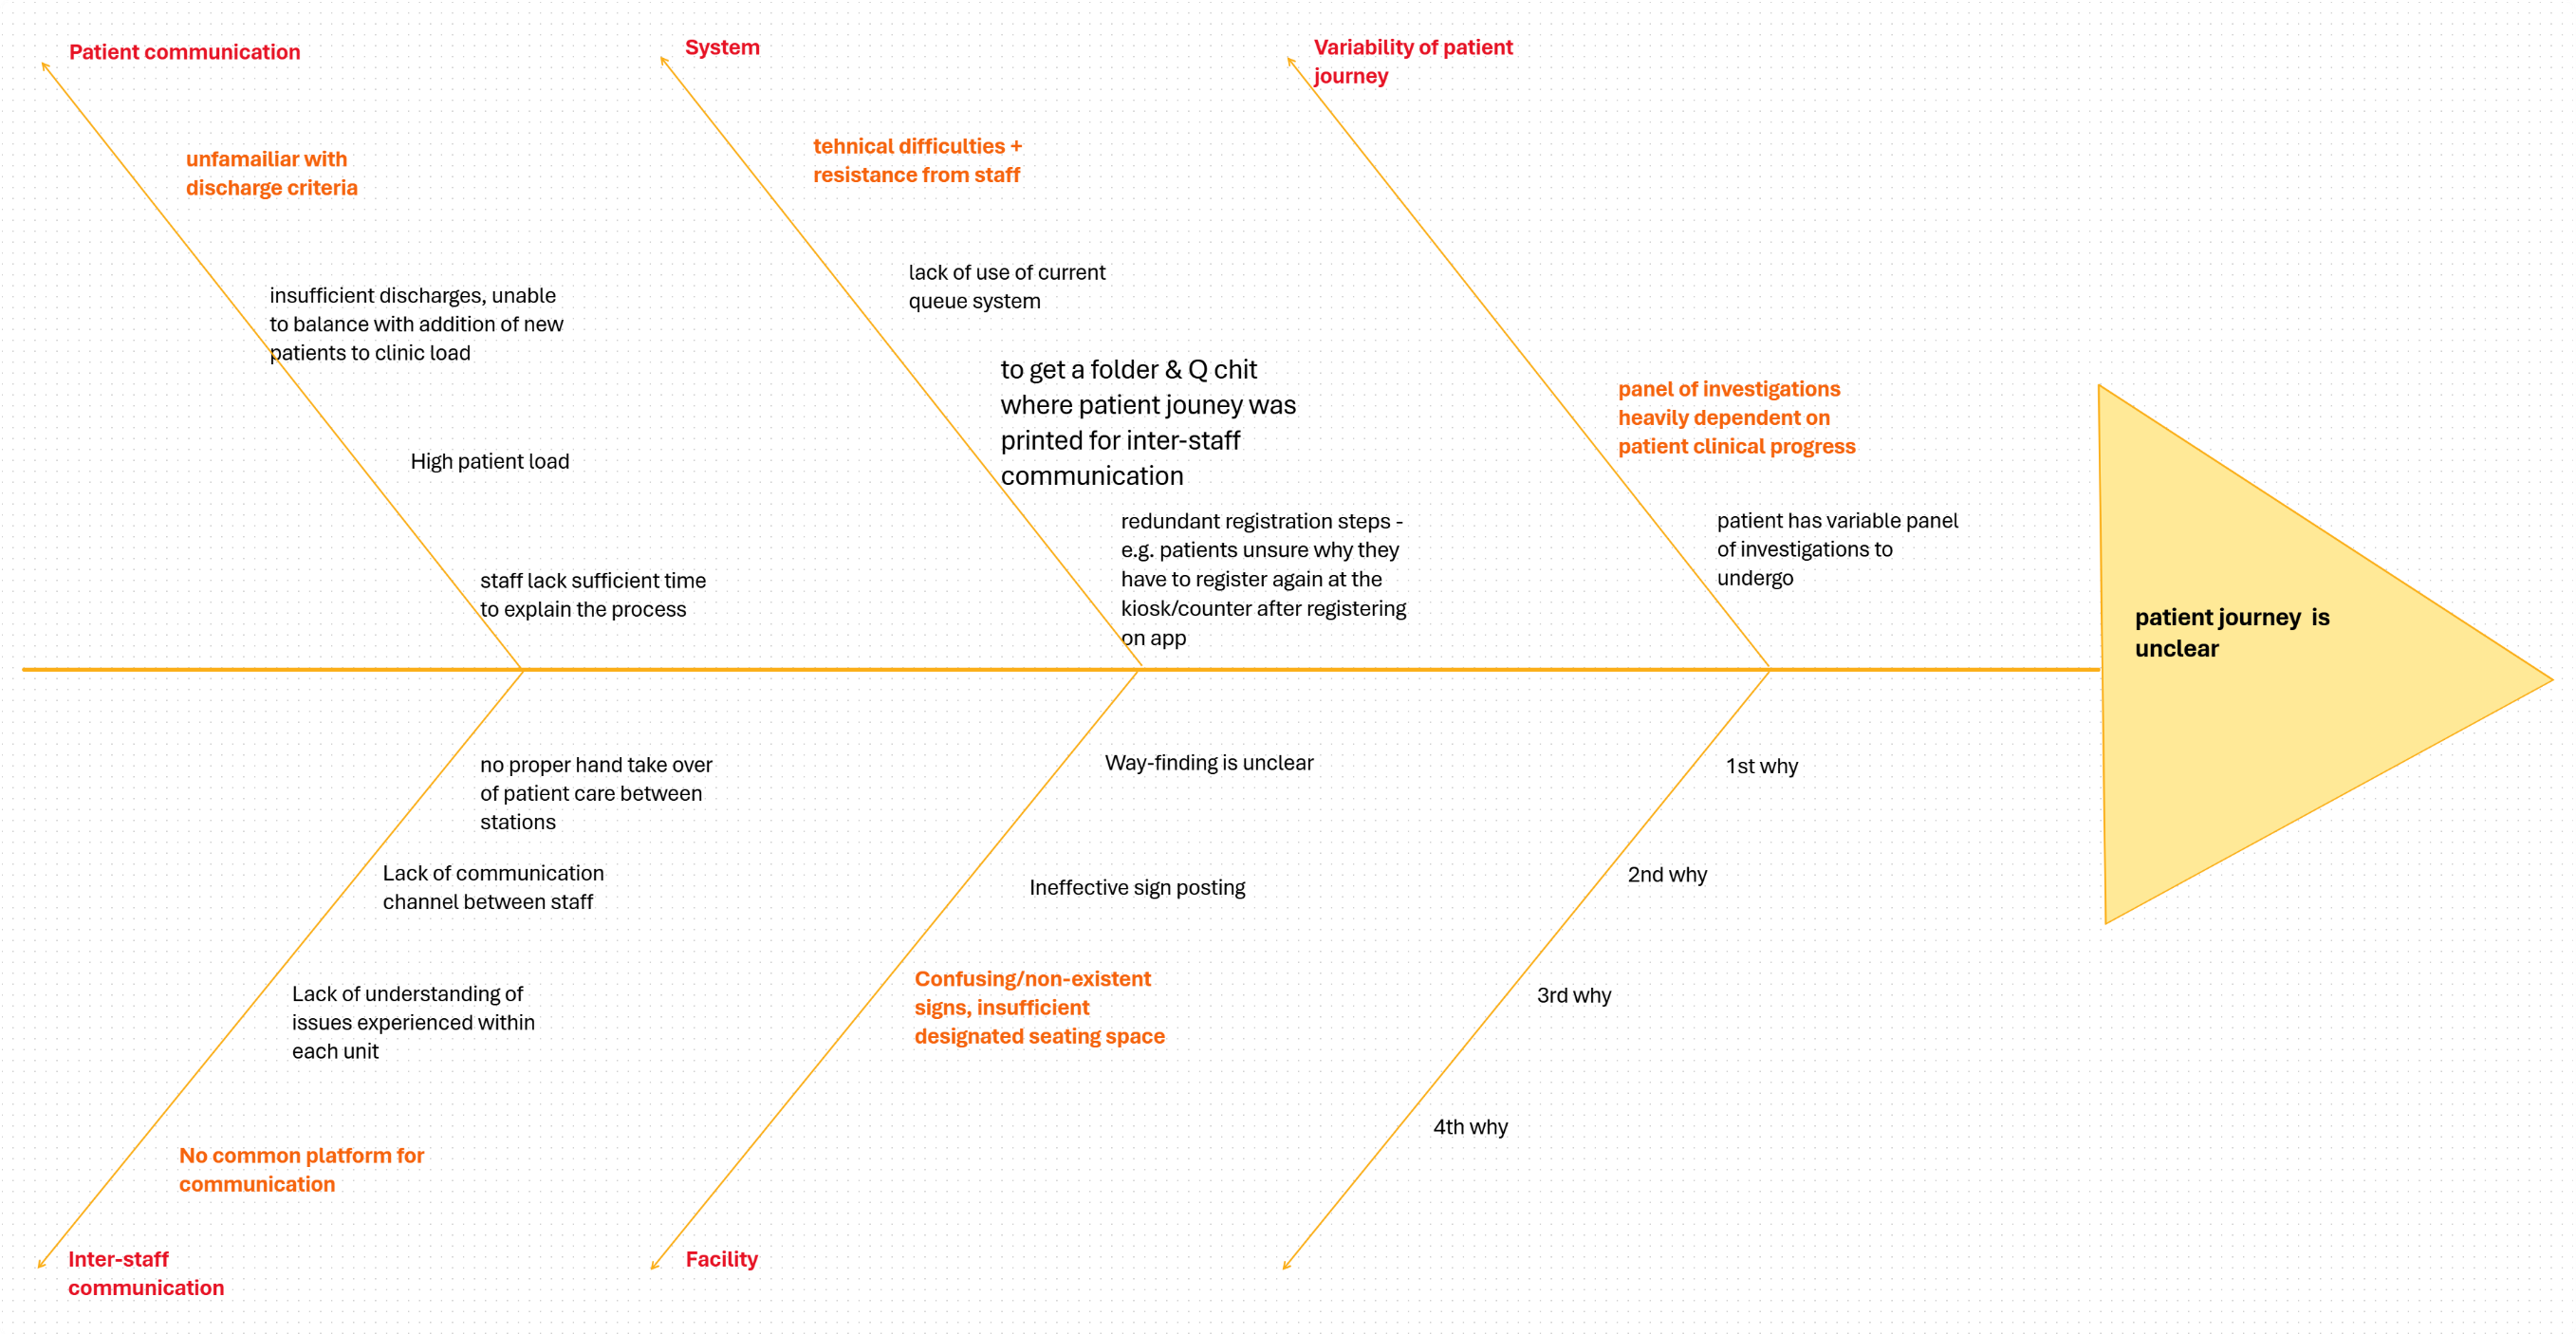 Patient communication
unfamailiar with
discharge criteria
insufficient discharges, unable
to balance with addition of new
patients to clinic load
High patient load
staff lack sufficient time
to explain the process
System
tehnical difficulties +
resistance from staff
lack of use of current
queue system
to get a folder & Q chit
where patient jouney was
printed for inter-staff
communication
redundant registration steps -
e.g. patients unsure why they
have to register again at the
kiosk/counter after registering
on app
Variability of patient
journey
panel of investigations
heavily dependent on
patient clinical progress
patient has variable panel
of investigations to
undergo
patient journey  is
unclear
no proper hand take over
of patient care between
stations
Lack of communication
channel between staff
Lack of understanding of
issues experienced within
each unit
No common platform for
communication
Inter-staff
communication
Way-finding is unclear
Ineffective sign posting
Confusing/non-existent
signs, insufficient
designated seating space
Facility
1st why
2nd why
3rd why
4th why